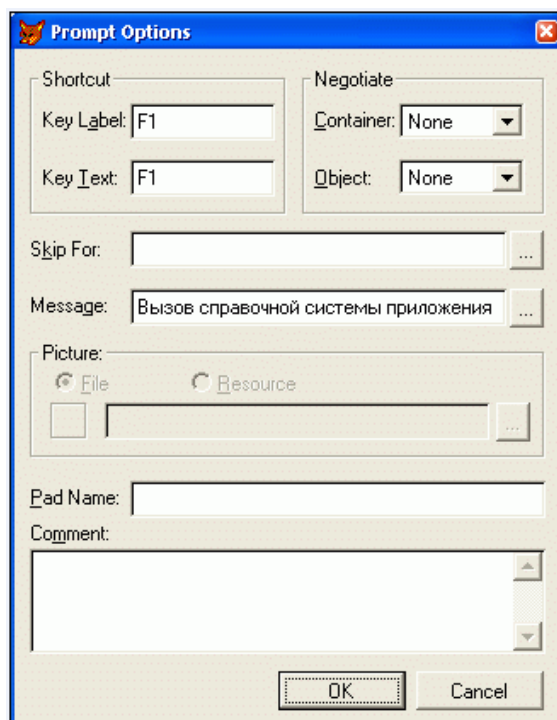 Prompt Options
Shortcut
Negotiate
Key Label: F1
Container: None
Key Text: F1
Object: None
Skip For:
...
Message: Вызов справочной системы приложения
...
Picture:
File
Resource
...
Pad Name:
Comment:
OK
Cancel